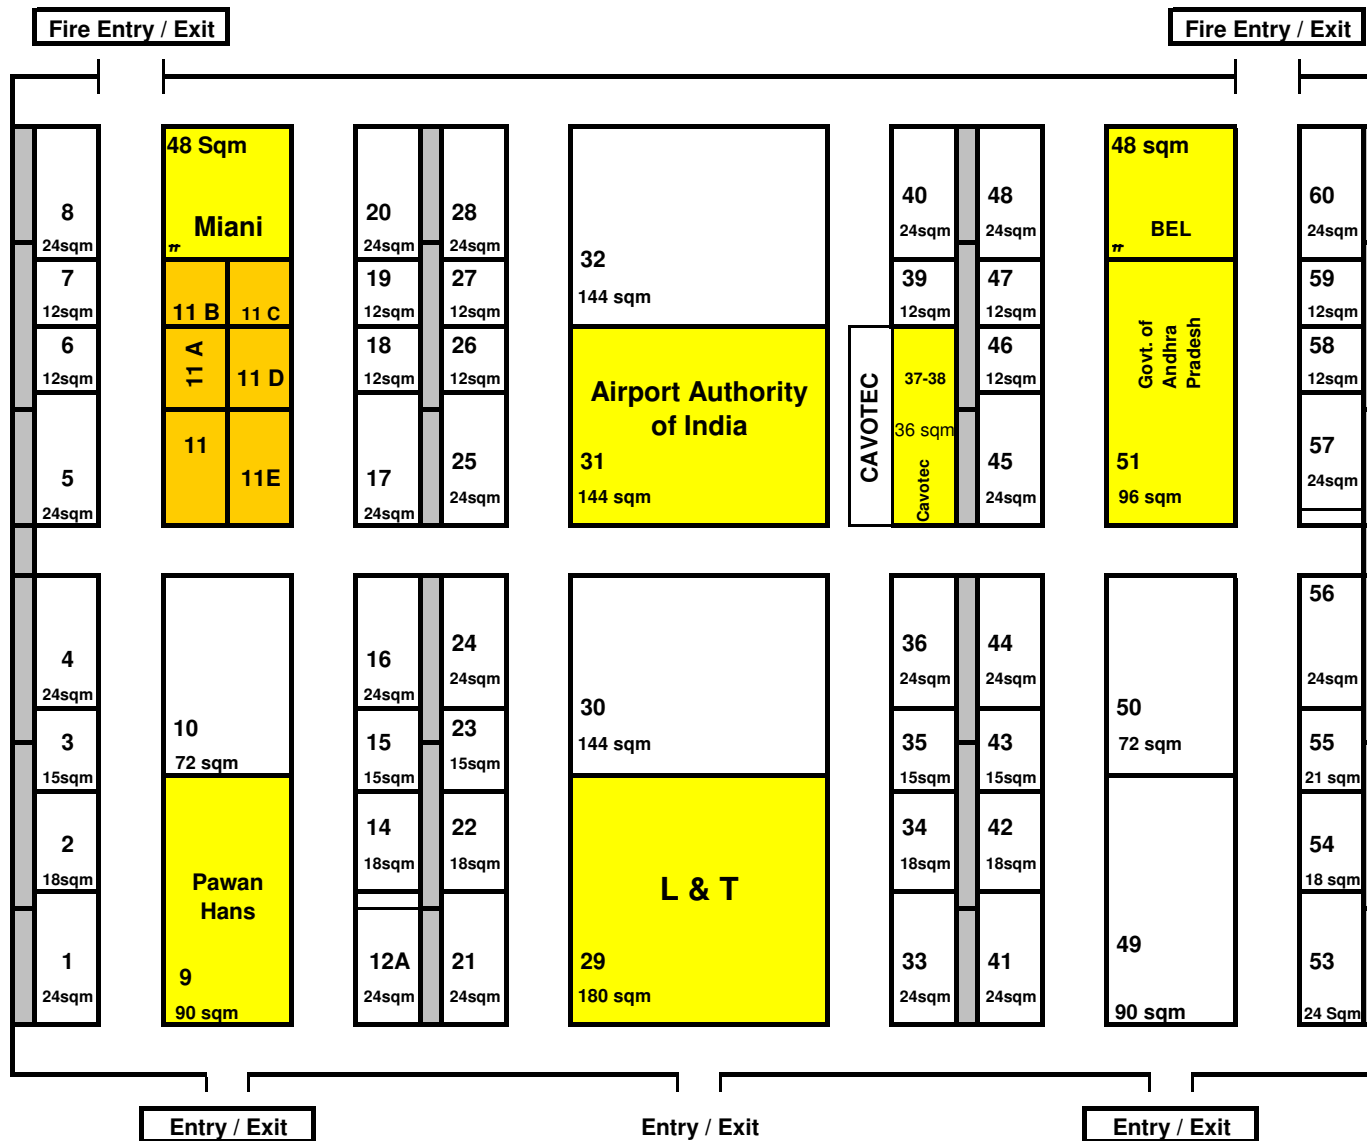 Fire Entry / Exit
Fire Entry / Exit
8
24sqm
7
12sqm
6
12sqm
5
24sqm
4
24sqm
3
15sqm
2
18sqm
1
24sqm
48 Sqm
Miani
11 B
11 C
11 A
11 D
11
11E
10
72 sqm
Pawan
Hans
9
90 sqm
20
24sqm
19
12sqm
18
12sqm
17
24sqm
16
24sqm
15
15sqm
14
18sqm
12A
24sqm
28
24sqm
27
12sqm
26
12sqm
25
24sqm
24
24sqm
23
15sqm
22
18sqm
21
24sqm
32
144 sqm
Airport Authority
of India
31
144 sqm
30
144 sqm
L & T
29
180 sqm
CAVOTEC
40
24sqm
39
12sqm
37-38
36 sqm
Cavotec
36
24sqm
35
15sqm
34
18sqm
33
24sqm
48
24sqm
47
12sqm
46
12sqm
45
24sqm
44
24sqm
43
15sqm
42
18sqm
41
24sqm
48 sqm
BEL
Govt. of
Andhra
Pradesh
51
96 sqm
50
72 sqm
49
90 sqm
60
24sqm
59
12sqm
58
12sqm
57
24sqm
56
24sqm
55
21 sqm
54
18 sqm
53
24 Sqm
Entry / Exit
Entry / Exit
Entry / Exit